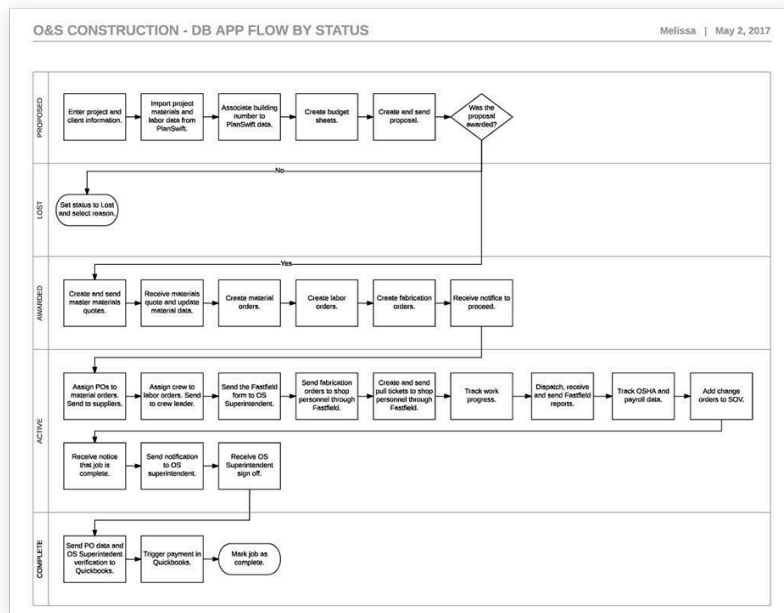 O&S CONSTRUCTION - DB APP FLOW BY STATUS
Melissa | May 2, 2017
PROPOSED
Enter project and
client information.
Import project
materials and
labor data from
PlanSwift.
Associate building
number to
PlanSwift data.
Create budget
sheets.
Create and send
proposal.
Was the
proposal
awarded?
No
LOST
Set status to Lost
and select reason.
Yes
AWARDED
Create and send
master materials
quotes.
Receive materials
quote and update
material data.
Create material
orders.
Create labor
orders.
Create fabrication
orders.
Receive notifice to
proceed.
ACTIVE
Assign POs to
material orders.
Send to suppliers.
Assign crew to
labor orders. Send
to crew leader.
Send the Fastfield
form to OS
Superintendent.
Send fabrication
orders to shop
personnel through
Fastfield.
Create and send
pull tickets to shop
personnel through
Fastfield.
Track work
progress.
Dispatch, receive
and send Fastfield
reports.
Track OSHA and
payroll data.
Add change
orders to SOV.
Receive notice
that job is
complete.
Send notification
to OS
superintendent.
Receive OS
Superintendent
sign off.
COMPLETE
Send PO data and
OS Superintedent
verification to
Quickbooks.
Trigger payment in
Quickbooks.
Mark job as
complete.